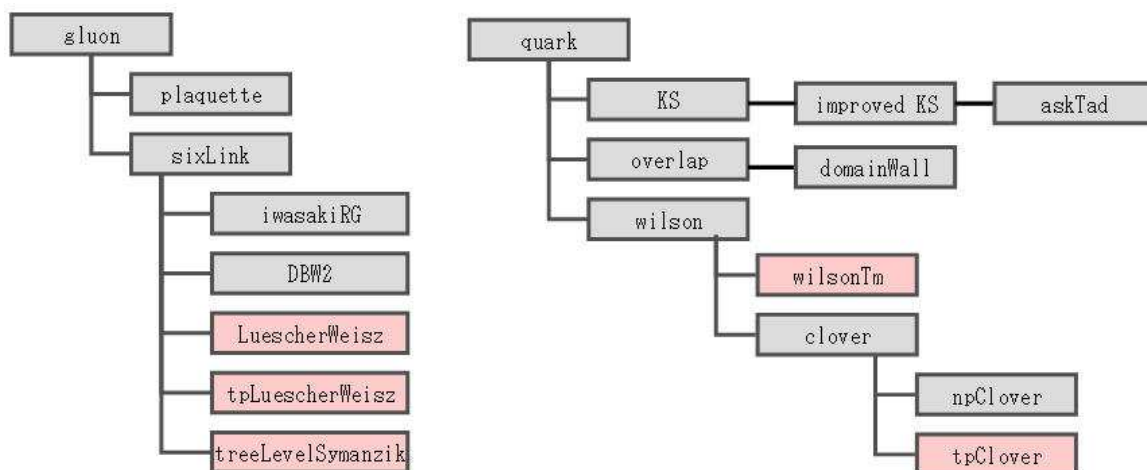 gluon
plaquette
sixLink
iwasakiRG
DBW2
LuescherWeisz
tpLuescherWeisz
treeLevelSymanzik
quark
KS
improved KS
askTad
overlap
domainWall
wilson
wilsonTm
clover
npClover
tpClover